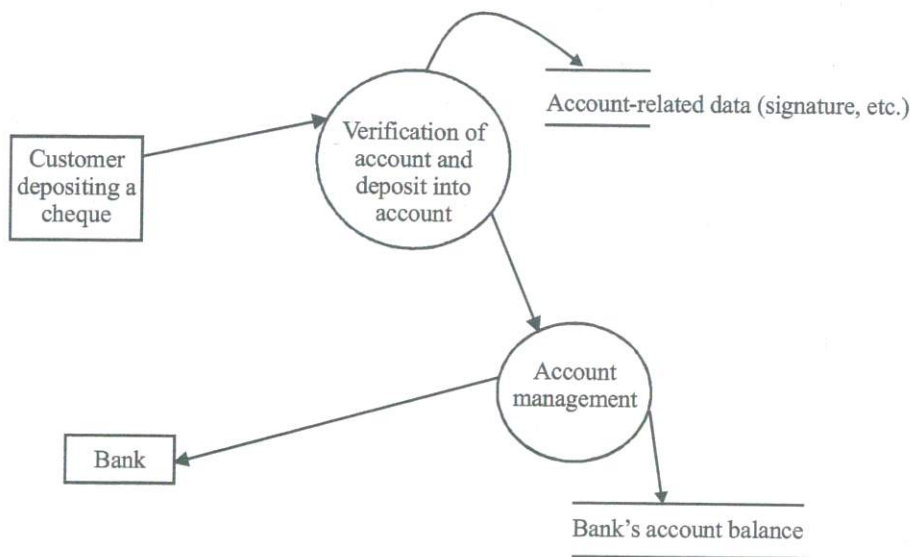 Account-related data (signature, etc.)
Verification of
account and
deposit into
account
Customer
depositing a
cheque
Account
management
Bank
Bank's account balance